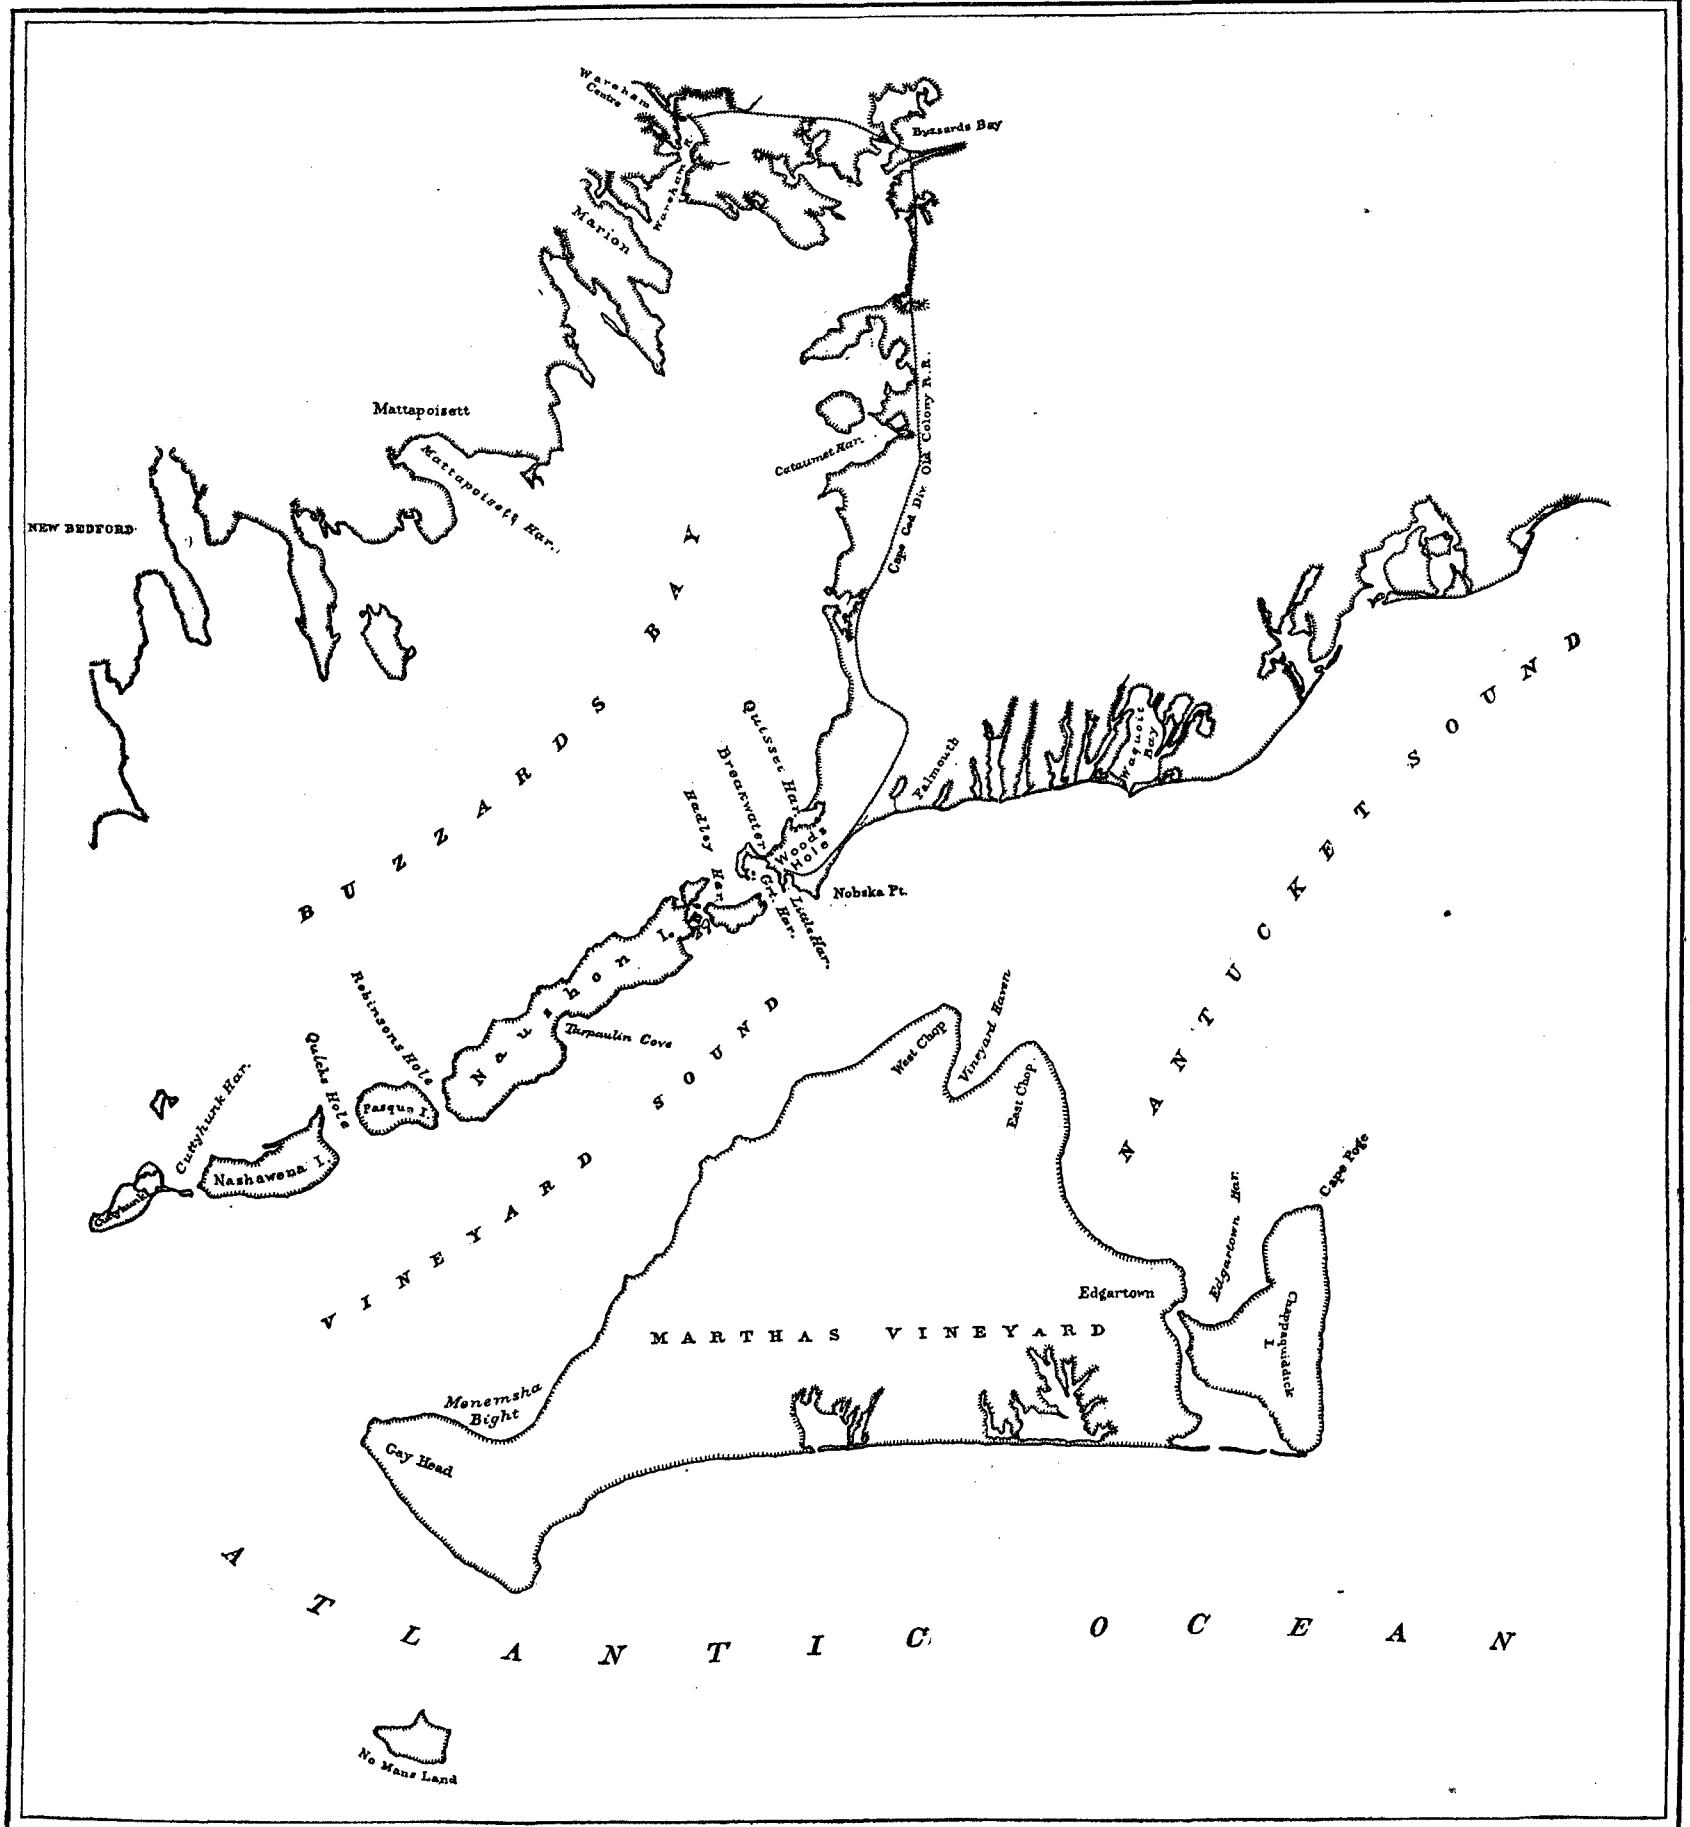 Wareham
Centre
Buzzards Bay
Wareham R.
Marion
Mattapoisett
Mattapoisett Har.
Cataumet Har.
Cape Cod Div. Old Colony R.R.
NEW BEDFORD
BUZZARDS BAY
Quisset Har.
Breakwater
Hadley Har.
Falmouth
Waquoit
Bay
Woods
Hole
Grt. Har.
Little Har.
Nobska Pt.
NANTUCKET SOUND
Naushon I.
Tarpaulin Cove
Robinsons Hole
Quicks Hole
Pasque I.
Cuttyhunk Har.
Nashawena I.
Cuttyhunk
VINEYARD SOUND
West Chop
Vineyard Haven
East Chop
Cape Poge
Edgartown Har.
Edgartown
Chappaquiddick
I.
MARTHAS VINEYARD
Menemsha
Bight
Gay Head
ATLANTIC OCEAN
No Mans Land